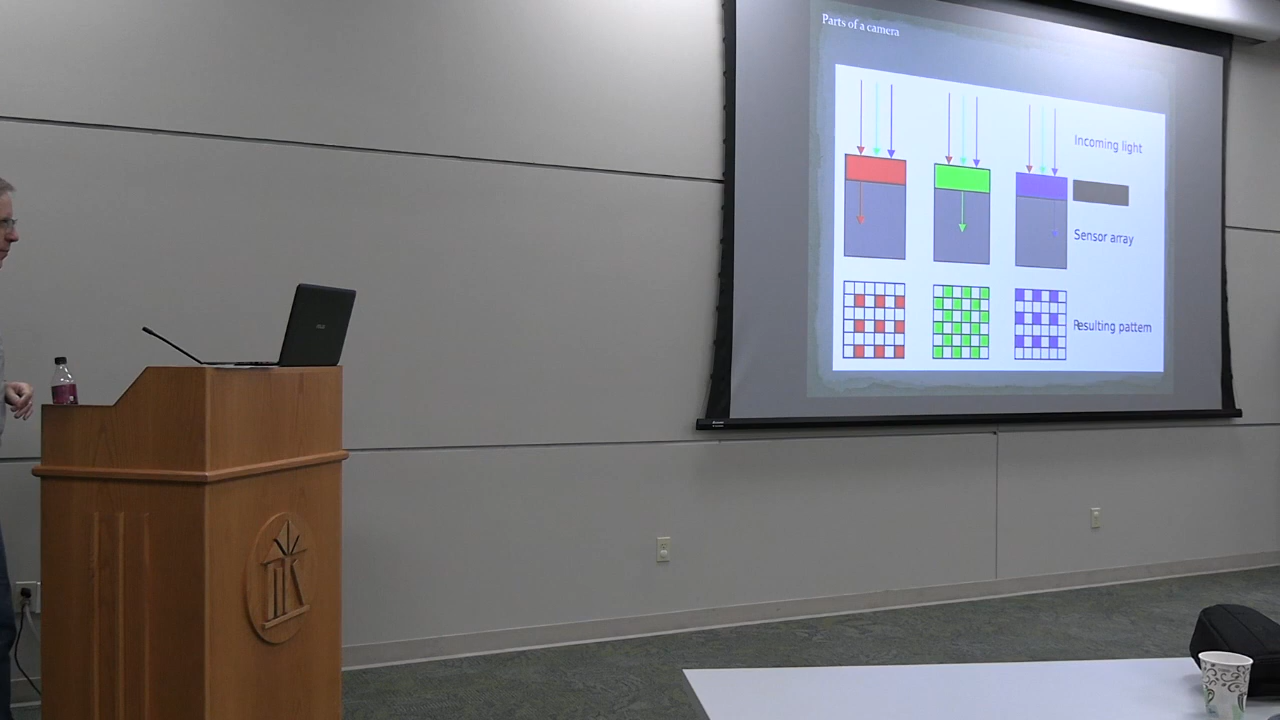 Parts of a camera
Incoming light
Sensor array
Resulting pattern